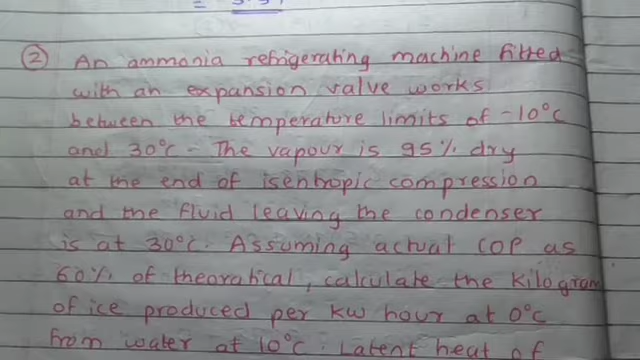 = 3.57
② An ammonia refrigerating machine fitted
with an expansion valve works
between the temperature limits of -10°C
and 30°C - The vapour is 95% dry
at the end of isentropic compression
and the fluid leaving the condenser
is at 30°C. Assuming actual COP as
60% of theoratical, calculate the kilogram
of ice produced per kw hour at 0°C
from water at 10°C. Latent heat of